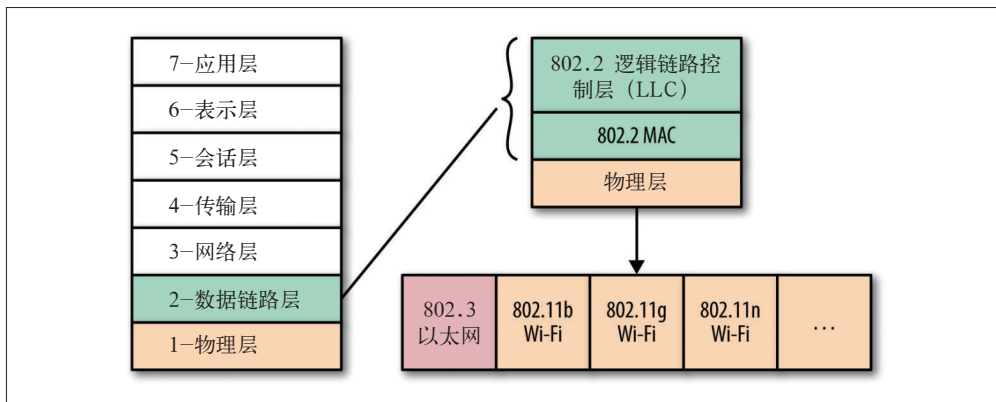 7-应用层
6-表示层
5-会话层
4-传输层
3-网络层
2-数据链路层
1-物理层
802.2 逻辑链路控
制层（LLC）
802.2 MAC
物理层
802.3
以太网
802.11b
Wi-Fi
802.11g
Wi-Fi
802.11n
Wi-Fi
...